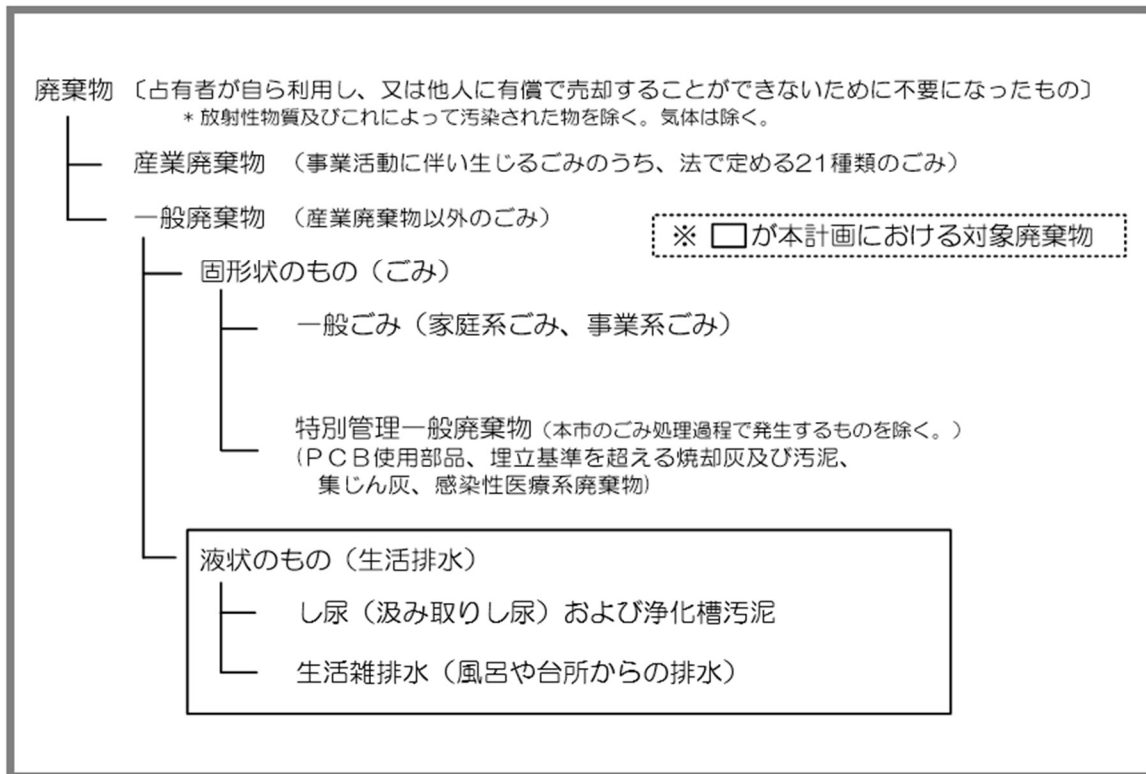 廃棄物 〔占有者が自ら利用し、又は他人に有償で売却することができないために不要になったもの〕
* 放射性物質及びこれによって汚染された物を除く。気体は除く。
産業廃棄物 (事業活動に伴い生じるごみのうち、法で定める21種類のごみ)
一般廃棄物 (産業廃棄物以外のごみ)
※ □が本計画における対象廃棄物
固形状のもの(ごみ)
一般ごみ(家庭系ごみ、事業系ごみ)
特別管理一般廃棄物(本市のごみ処理過程で発生するものを除く。)
(PCB使用部品、埋立基準を超える焼却灰及び汚泥、
集じん灰、感染性医療系廃棄物)
液状のもの(生活排水)
し尿(汲み取りし尿)および浄化槽汚泥
生活雑排水(風呂や台所からの排水)